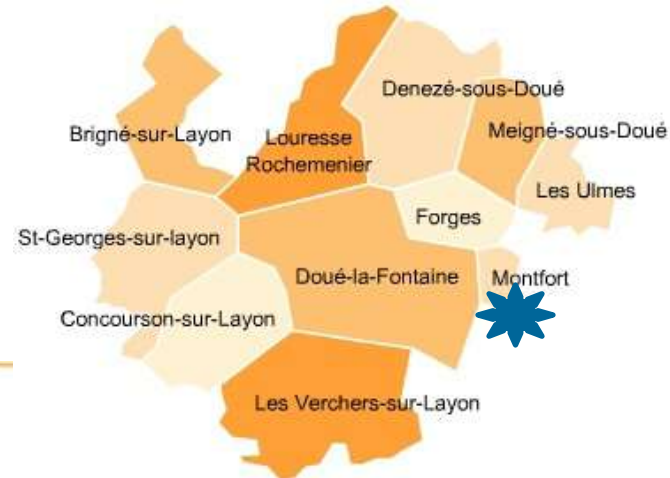 Denezé-sous-Doué
Brigné-sur-Layon
Louresse
Rochemenier
Meigné-sous-Doué
Les Ulmes
Forges
St-Georges-sur-layon
Doué-la-Fontaine
Montfort
Concourson-sur-Layon
Les Verchers-sur-Layon